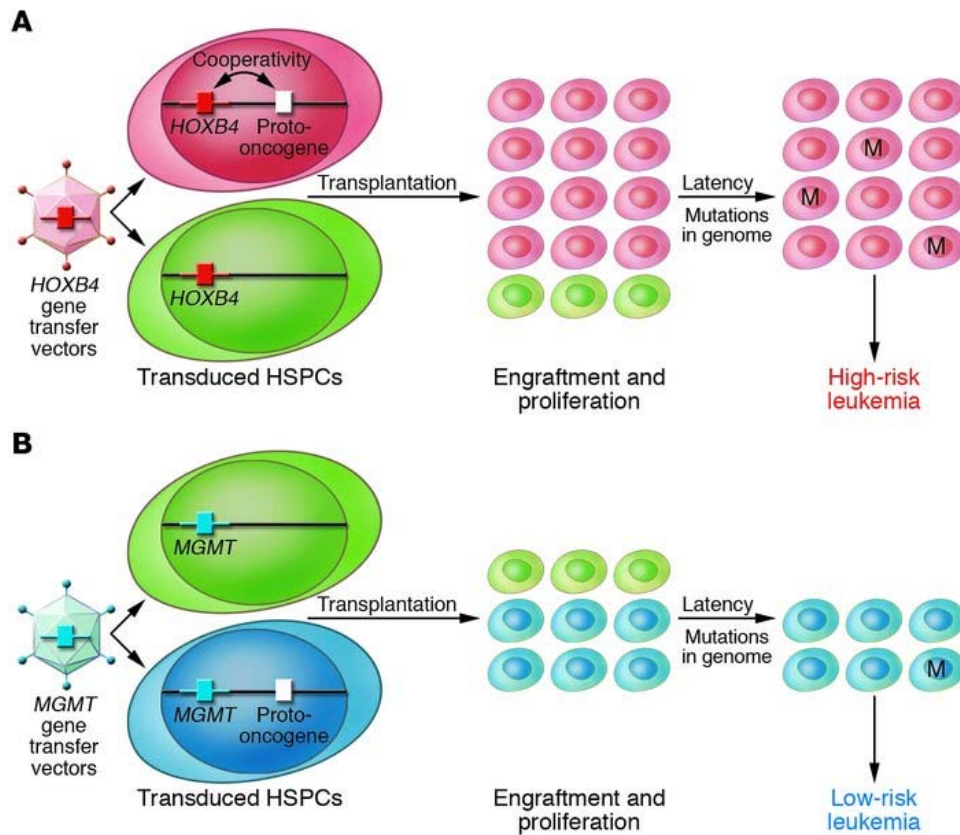 A
Cooperativity
HOXB4
Proto-
oncogene
HOXB4
HOXB4
gene
transfer
vectors
Transduced HSPCs
Transplantation
Engraftment and
proliferation
Latency
Mutations
in genome
M
M
M
High-risk
leukemia
B
MGMT
MGMT
Proto-
oncogene
MGMT
gene
transfer
vectors
Transduced HSPCs
Transplantation
Engraftment and
proliferation
Latency
Mutations
in genome
M
Low-risk
leukemia